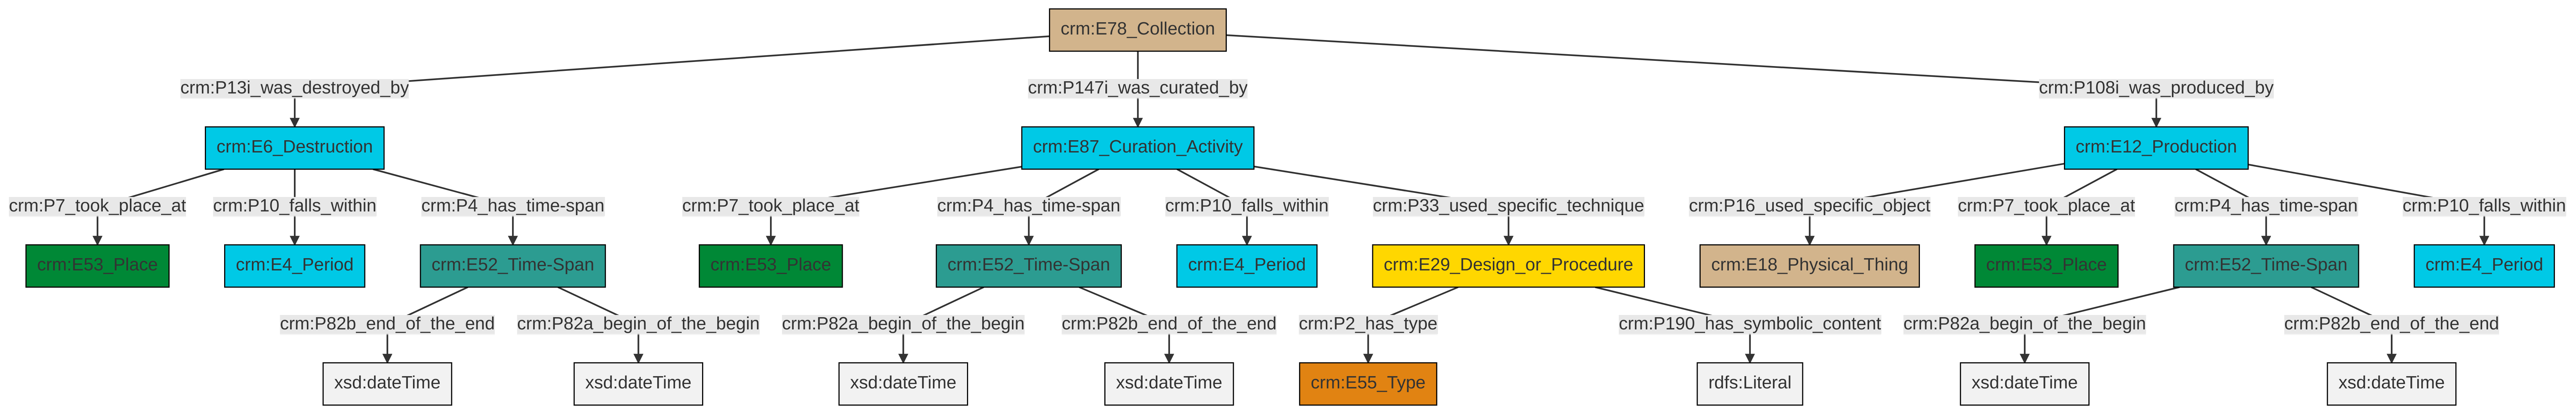 crm:E78_Collection
crm:P13i_was_destroyed_by
crm:P147i_was_curated_by
crm:P108i_was_produced_by
crm:E6_Destruction
crm:E87_Curation_Activity
crm:E12_Production
crm:P7_took_place_at
crm:P10_falls_within
crm:P4_has_time-span
crm:P7_took_place_at
crm:P4_has_time-span
crm:P10_falls_within
crm:P33_used_specific_technique
crm:P16_used_specific_object
crm:P7_took_place_at
crm:P4_has_time-span
crm:P10_falls_within
crm:E53_Place
crm:E4_Period
crm:E52_Time-Span
crm:E53_Place
crm:E52_Time-Span
crm:E4_Period
crm:E29_Design_or_Procedure
crm:E18_Physical_Thing
crm:E53_Place
crm:E52_Time-Span
crm:E4_Period
crm:P82b_end_of_the_end
crm:P82a_begin_of_the_begin
crm:P82a_begin_of_the_begin
crm:P82b_end_of_the_end
crm:P2_has_type
crm:P190_has_symbolic_content
crm:P82a_begin_of_the_begin
crm:P82b_end_of_the_end
xsd:dateTime
xsd:dateTime
xsd:dateTime
xsd:dateTime
crm:E55_Type
rdfs:Literal
xsd:dateTime
xsd:dateTime